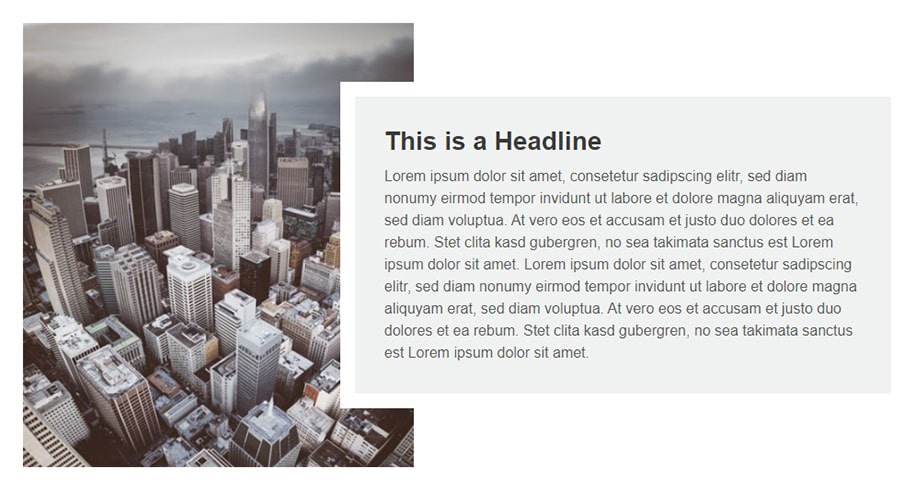 This is a Headline
Lorem ipsum dolor sit amet, consetetur sadipscing elitr, sed diam
nonumy eirmod tempor invidunt ut labore et dolore magna aliquyam erat,
sed diam voluptua. At vero eos et accusam et justo duo dolores et ea
rebum. Stet clita kasd gubergren, no sea takimata sanctus est Lorem
ipsum dolor sit amet. Lorem ipsum dolor sit amet, consetetur sadipscing
elitr, sed diam nonumy eirmod tempor invidunt ut labore et dolore magna
aliquyam erat, sed diam voluptua. At vero eos et accusam et justo duo
dolores et ea rebum. Stet clita kasd gubergren, no sea takimata sanctus
est Lorem ipsum dolor sit amet.